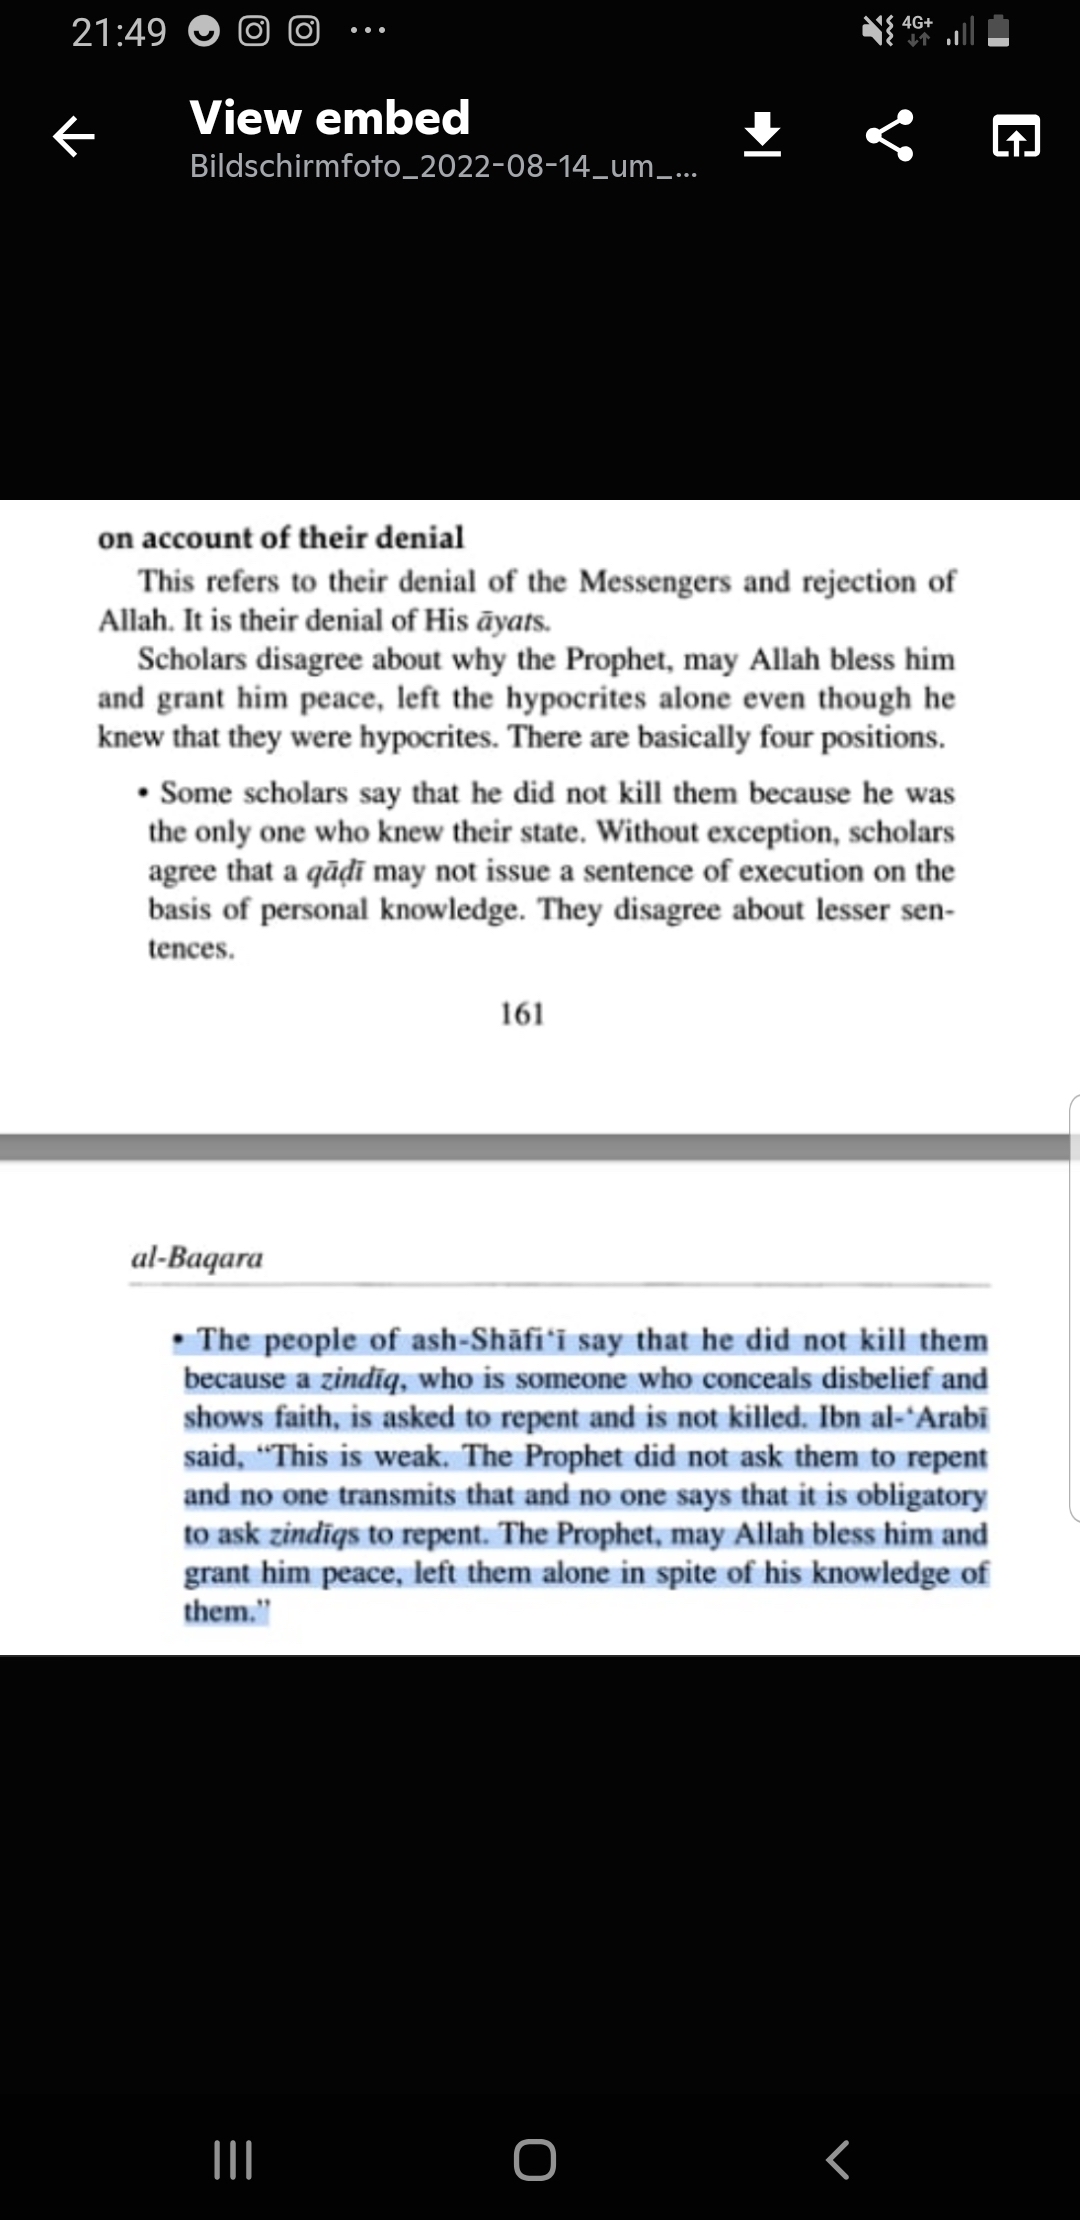 21:49
4G+
View embed
Bildschirmfoto_2022-08-14_um_...
on account of their denial
This refers to their denial of the Messengers and rejection of
Allah. It is their denial of His āyats.
Scholars disagree about why the Prophet, may Allah bless him
and grant him peace, left the hypocrites alone even though he
knew that they were hypocrites. There are basically four positions.
• Some scholars say that he did not kill them because he was
the only one who knew their state. Without exception, scholars
agree that a qāḍī may not issue a sentence of execution on the
basis of personal knowledge. They disagree about lesser sen-
tences.
161
al-Baqara
• The people of ash-Shāfi‘ī say that he did not kill them
because a zindīq, who is someone who conceals disbelief and
shows faith, is asked to repent and is not killed. Ibn al-‘Arabī
said, “This is weak. The Prophet did not ask them to repent
and no one transmits that and no one says that it is obligatory
to ask zindīqs to repent. The Prophet, may Allah bless him and
grant him peace, left them alone in spite of his knowledge of
them.”